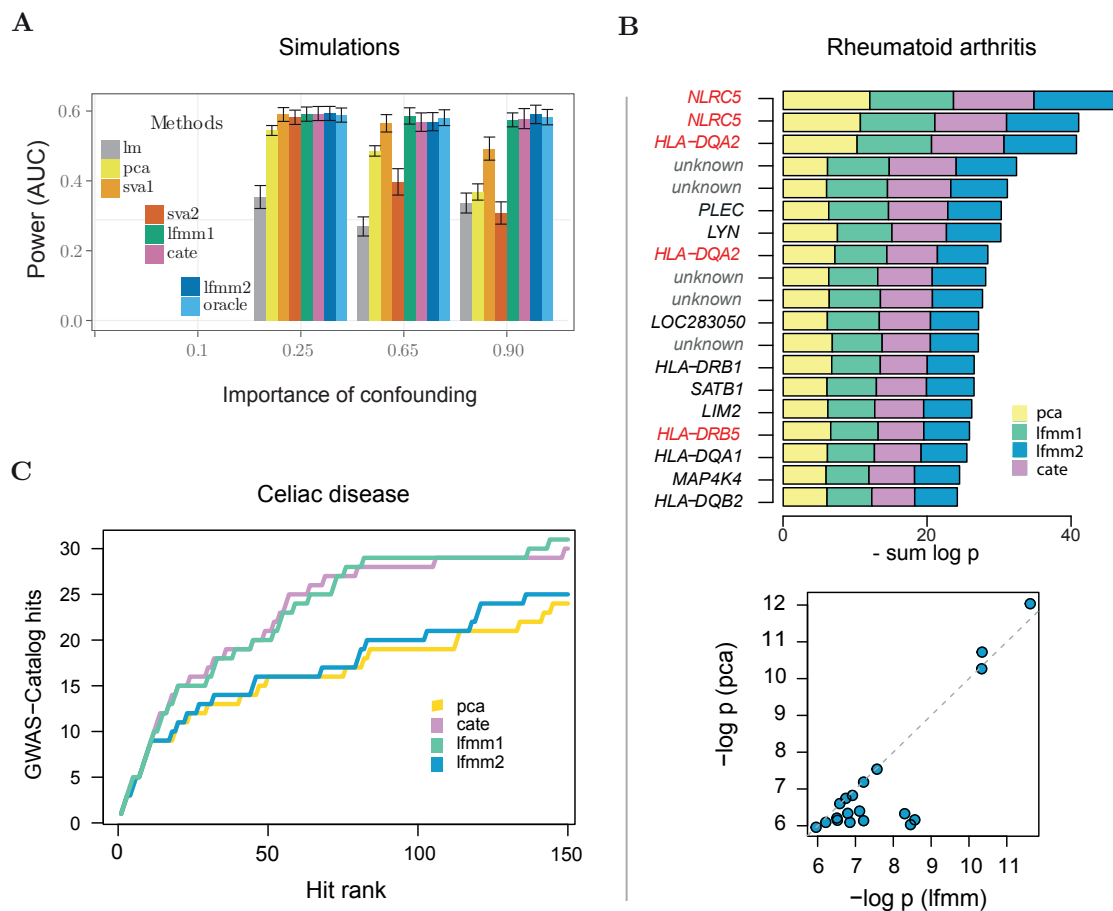 A
Simulations
Power (AUC)
0.6
0.4
0.2
0.0
Methods
lm
pca
sva1
sva2
lfmm1
cate
lfmm2
oracle
0.1
0.25
0.65
0.90
Importance of confounding
B
Rheumatoid arthritis
NLRC5
NLRC5
HLA−DQA2
unknown
unknown
PLEC
LYN
HLA−DQA2
unknown
unknown
LOC283050
unknown
HLA−DRB1
SATB1
LIM2
HLA−DRB5
HLA−DQA1
MAP4K4
HLA−DQB2
pca
lfmm1
lfmm2
cate
0
20
40
- sum log p
−log p (pca)
12
11
10
9
8
7
6
6
7
8
9
10
11
−log p (lfmm)
C
Celiac disease
GWAS−Catalog hits
30
25
20
15
10
5
0
pca
cate
lfmm1
lfmm2
0
50
100
150
Hit rank